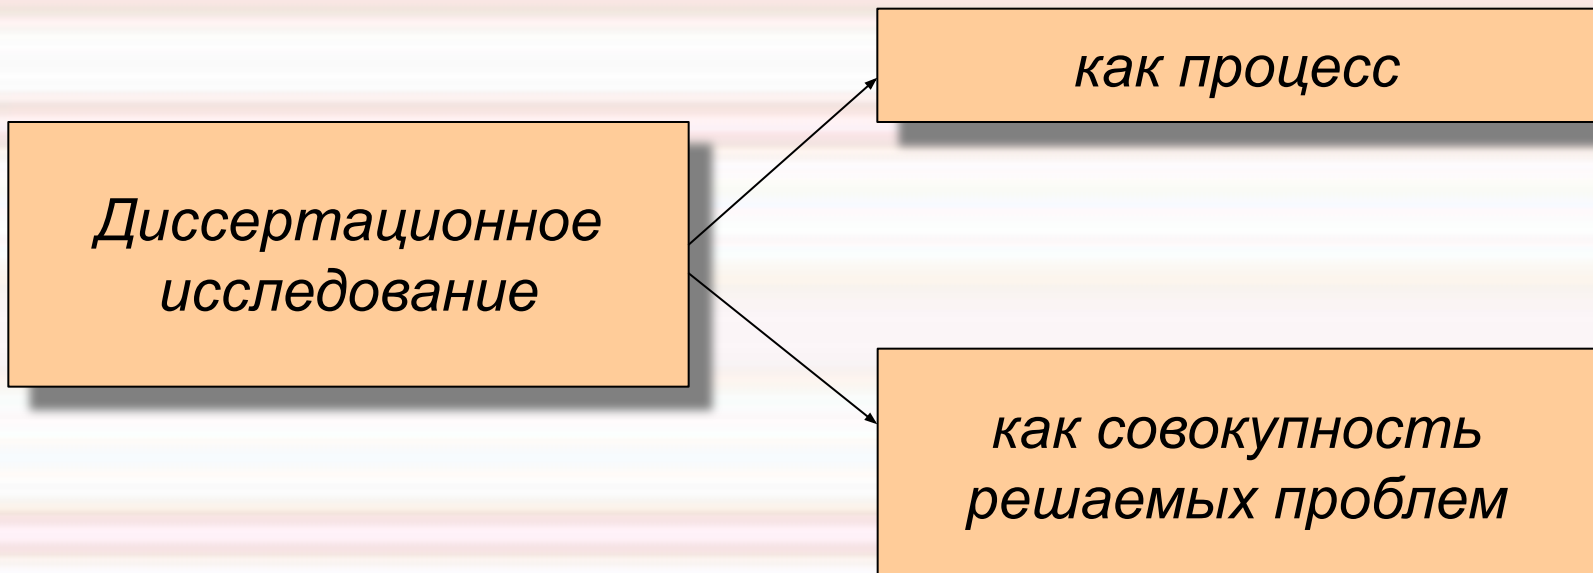 как процесс
Диссертационное
исследование
как совокупность
решаемых проблем